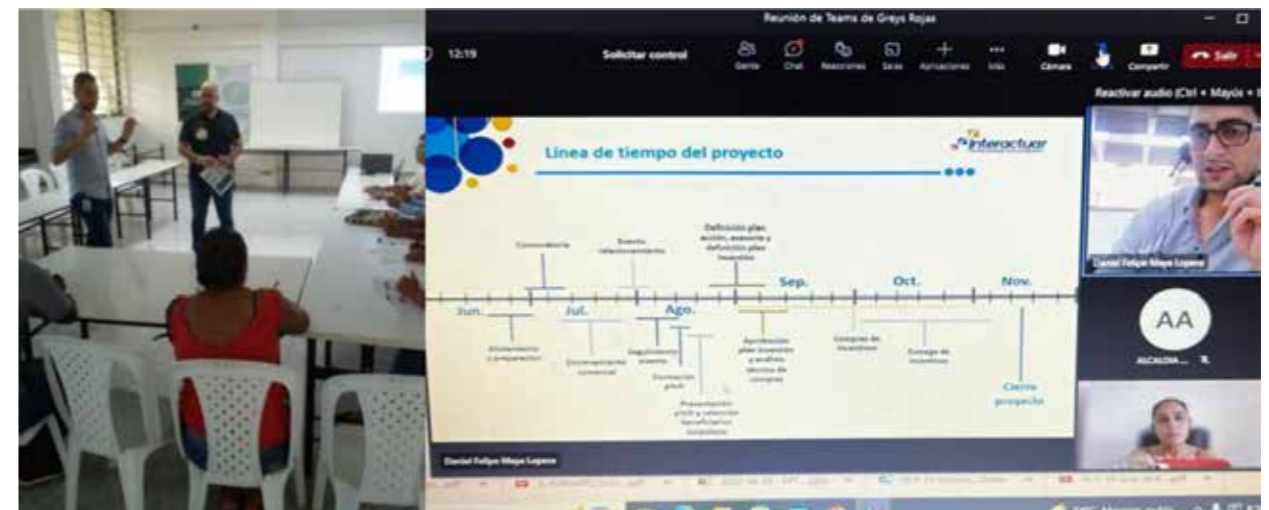 Reunión de Teams de Greys Rojas
12:19
Solicitar control
Gente
Chat
Reacciones
Salas
Aplicaciones
Más
Cámara
Compartir
Salir
Reactivar audio (Ctrl + Mayús +
Línea de tiempo del proyecto
Interactuar
Convocatoria
Evento
relacionamiento
Definición plan
acción, asesoría y
definición plan
inversión
Jun.
Jul.
Ago.
Sep.
Oct.
Nov.
Alistamiento
y preparación
Entrenamiento
comercial
Seguimiento
evento
Formación
pitch
Presentación
pitch y selección
beneficiarios
incentivos
Aprobación
plan inversión
y análisis
técnico de
compras
Compras de
incentivos
Entrega de
incentivos
Cierre
proyecto
Daniel Felipe Maya Lopera
AA
ALCALDIA...
Daniel Felipe Maya Lopera